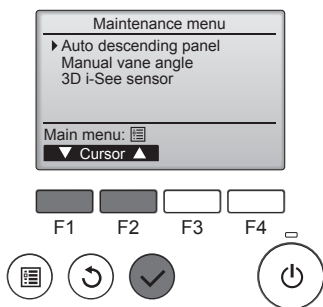 Maintenance menu
Auto descending panel
Manual vane angle
3D i-See sensor
Main menu:
Cursor
F1 F2 F3 F4